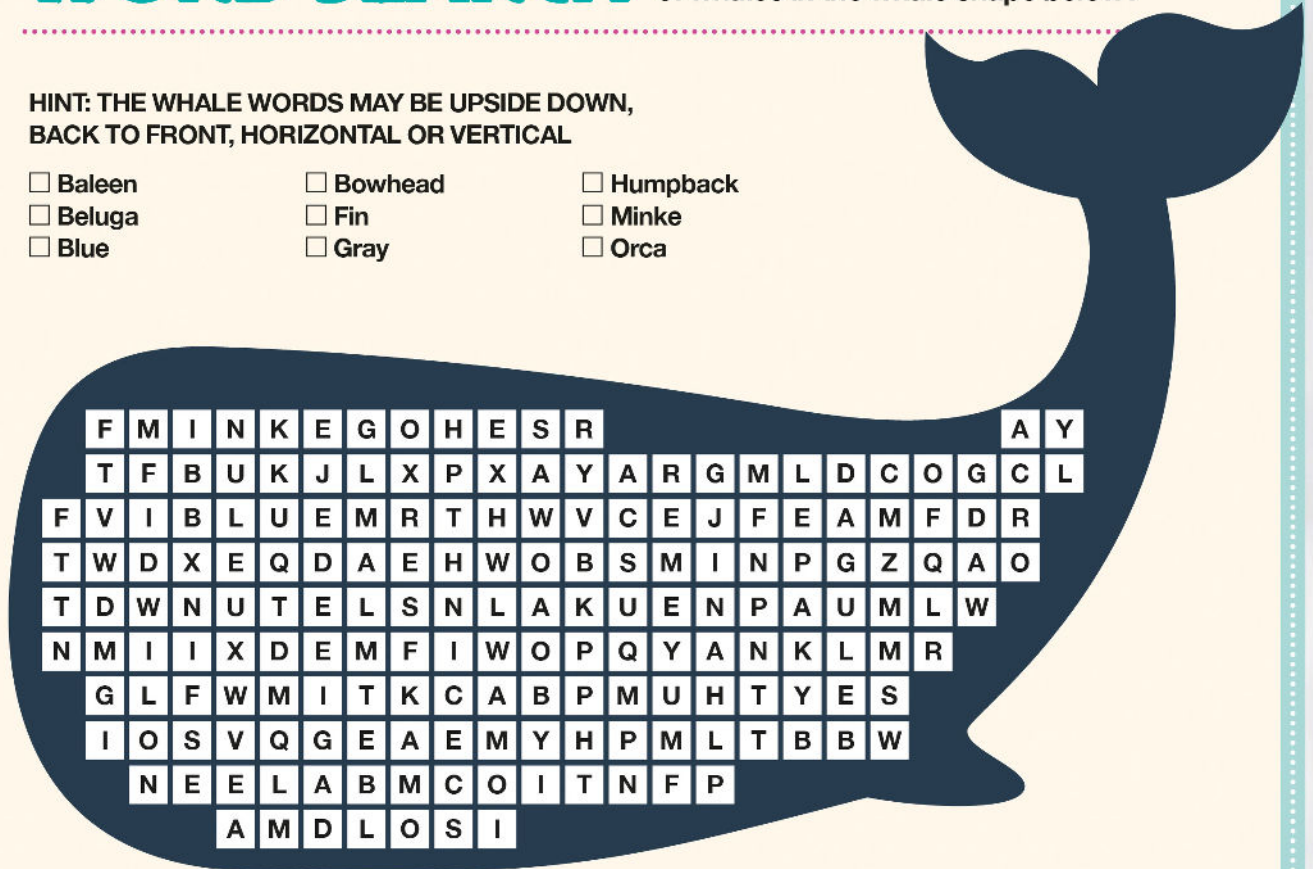 HINT: THE WHALE WORDS MAY BE UPSIDE DOWN,
BACK TO FRONT, HORIZONTAL OR VERTICAL
Baleen Bowhead Humpback
Beluga Fin Minke
Blue Gray Orca
F M I N K E G O H E S R A Y
T F B U K J L X P X A Y A R G M L D C O G C L
F V I B L U E M R T H W V C E J F E A M F D R
T W D X E Q D A E H W O B S M I N P G Z Q A O
T D W N U T E L S N L A K U E N P A U M L W
N M I I X D E M F I W O P Q Y A N K L M R
G L F W M I T K C A B P M U H T Y E S
I O S V Q G E A E M Y H P M L T B B W
N E E L A B M C O I T N F P
A M D L O S I